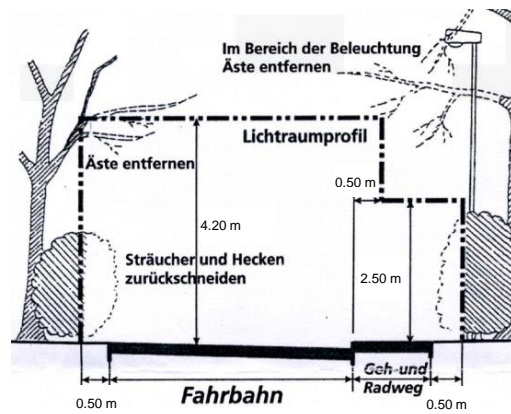 Im Bereich der Beleuchtung
Äste entfernen
Lichtraumprofil
Äste entfernen
0.50 m
4.20 m
Sträucher und Hecken
zurückschneiden
2.50 m
Geh- und
Radweg
Fahrbahn
0.50 m
0.50 m